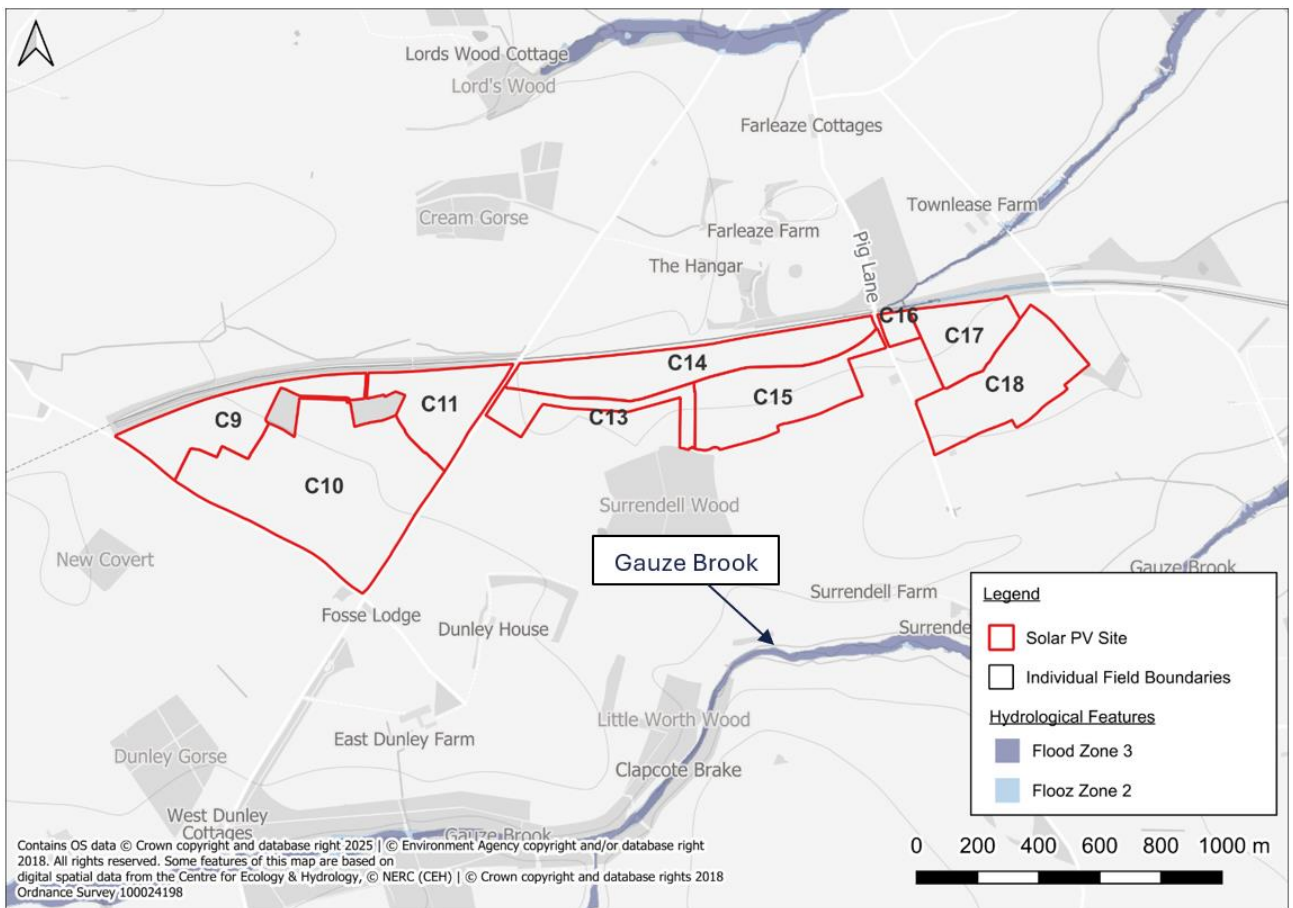 Lords Wood Cottage
Lord's Wood
Farleaze Cottages
Cream Gorse
Townlease Farm
Farleaze Farm
The Hangar
Pig Lane
C16
C17
C14
C18
C15
C11
C9
C13
C10
Surrendell Wood
New Covert
Gauze Brook
Gauze Brook
Surrendell Farm
Fosse Lodge
Dunley House
Surrende
Little Worth Wood
East Dunley Farm
Dunley Gorse
Clapcote Brake
West Dunley
Cottages
Gauze Brook
Legend
Solar PV Site
Individual Field Boundaries
Hydrological Features
Flood Zone 3
Flooz Zone 2
0 200 400 600 800 1000 m
Contains OS data © Crown copyright and database right 2025 | © Environment Agency copyright and/or database right
2018. All rights reserved. Some features of this map are based on
digital spatial data from the Centre for Ecology & Hydrology, © NERC (CEH) | © Crown copyright and database rights 2018
Ordnance Survey 100024198